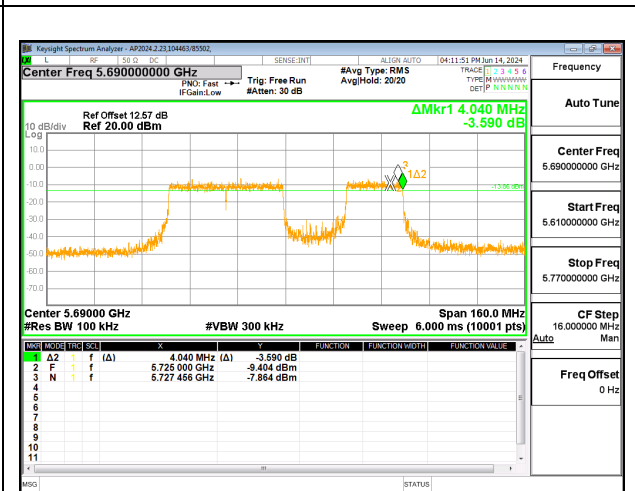 Keysight Spectrum Analyzer - AP2024.2.23,104463/85502,
L RF 50 Ω DC SENSE:INT ALIGN AUTO 04:11:51 PM Jun 14, 2024
Center Freq 5.690000000 GHz
PNO: Fast
IFGain:Low
Trig: Free Run
#Atten: 30 dB
#Avg Type: RMS
Avg|Hold: 20/20
TRACE 1 2 3 4 5 6
TYPE M
DET P N N N N N
Frequency
Auto Tune
Center Freq
5.690000000 GHz
Start Freq
5.610000000 GHz
Stop Freq
5.770000000 GHz
CF Step
16.000000 MHz
Auto Man
Freq Offset
0 Hz
Ref Offset 12.57 dB
10 dB/div Ref 20.00 dBm
Log
ΔMkr1 4.040 MHz
-3.590 dB
10.0
0.00
-10.0
-20.0
-30.0
-40.0
-50.0
-60.0
-70.0
3
1Δ2
Center 5.69000 GHz Span 160.0 MHz
#Res BW 100 kHz #VBW 300 kHz Sweep 6.000 ms (10001 pts)
MKR MODE TRC SCL X Y FUNCTION FUNCTION WIDTH FUNCTION VALUE
1 Δ2 1 f (Δ) 4.040 MHz (Δ) -3.590 dB
2 F 1 f 5.725 000 GHz -9.404 dBm
3 N 1 f 5.727 456 GHz -7.864 dBm
4
5
6
7
8
9
10
11
MSG STATUS